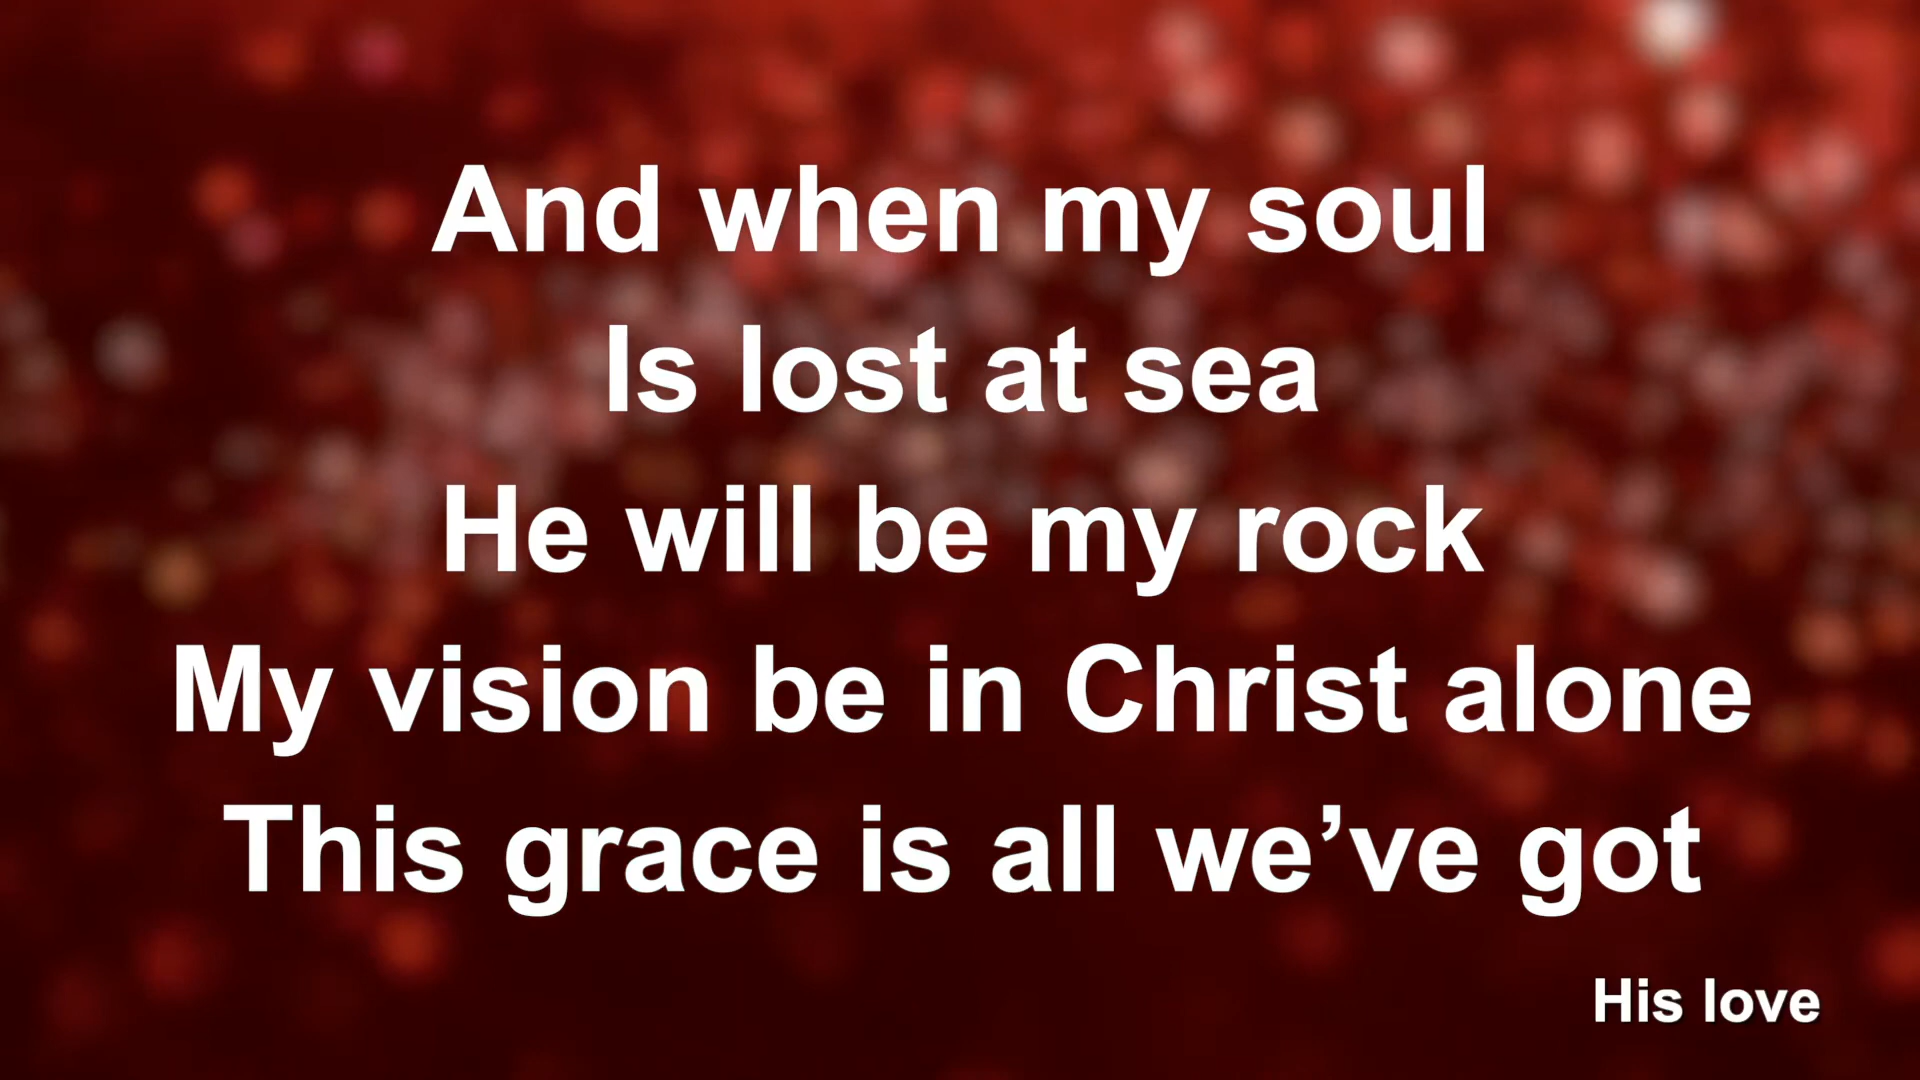 And when my soul
Is lost at sea
He will be my rock
My vision be in Christ alone
This grace is all we’ve got
His love